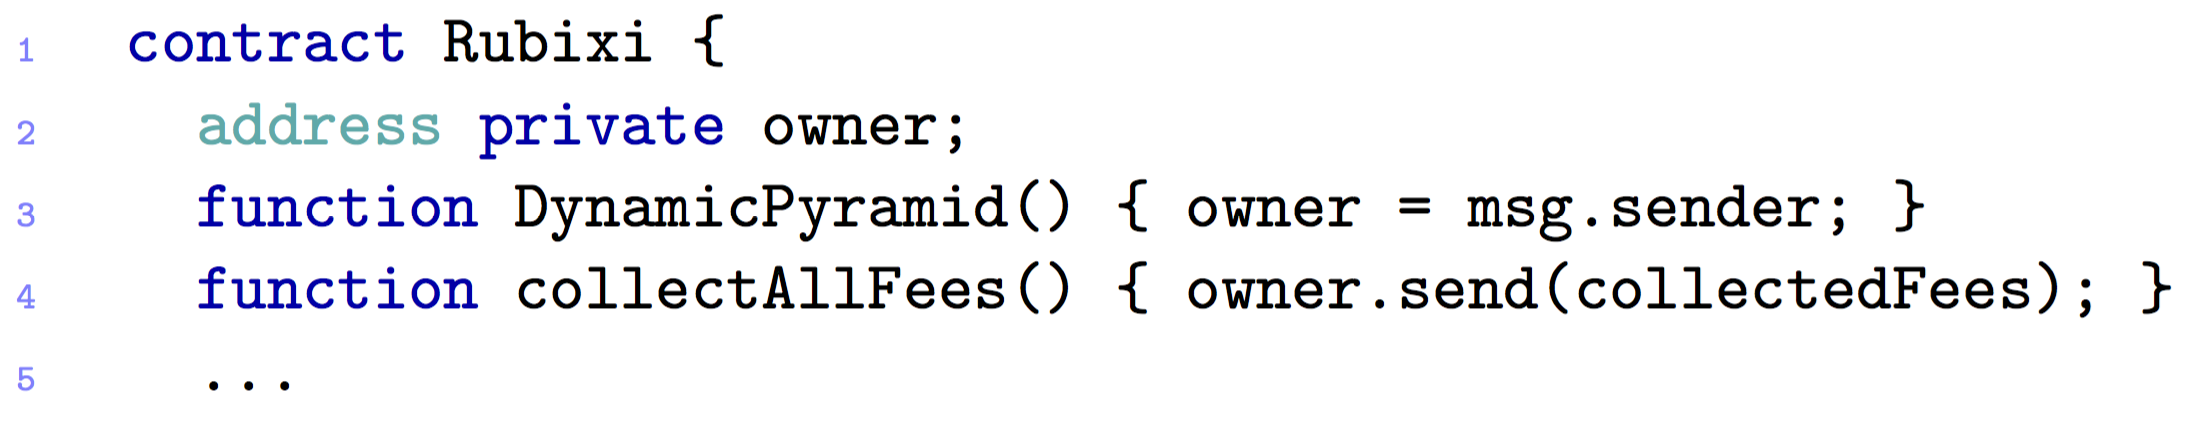 1 contract Rubixi {
2 address private owner;
3 function DynamicPyramid() { owner = msg.sender; }
4 function collectAllFees() { owner.send(collectedFees); }
5 ...